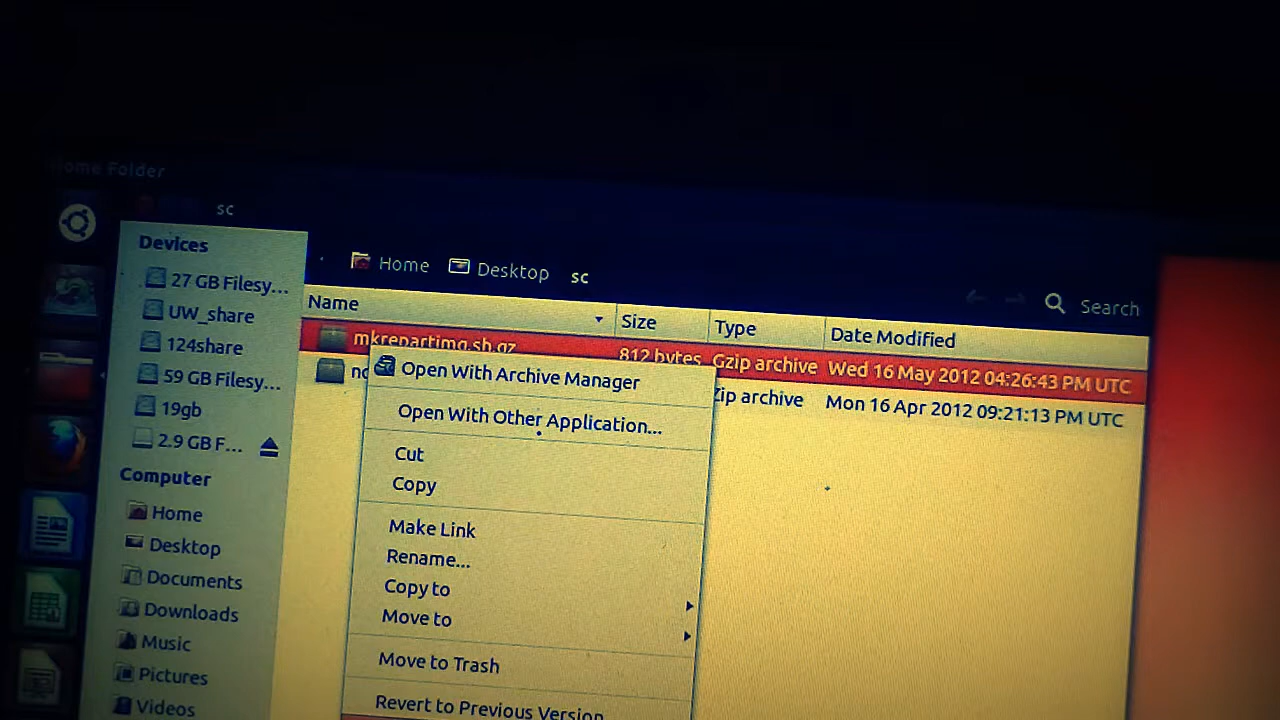 Home Folder
sc
Devices
27 GB Filesy...
UW_share
124share
59 GB Filesy...
19gb
2.9 GB F...
Computer
Home
Desktop
Documents
Downloads
Music
Pictures
Videos
Home Desktop sc
Search
Name Size Type Date Modified
mkrepartimg.sh.gz 812 bytes Gzip archive Wed 16 May 2012 04:26:43 PM UTC
archive Mon 16 Apr 2012 09:21:13 PM UTC
Open With Archive Manager
Open With Other Application...
Cut
Copy
Make Link
Rename...
Copy to
Move to
Move to Trash
Revert to Previous Version